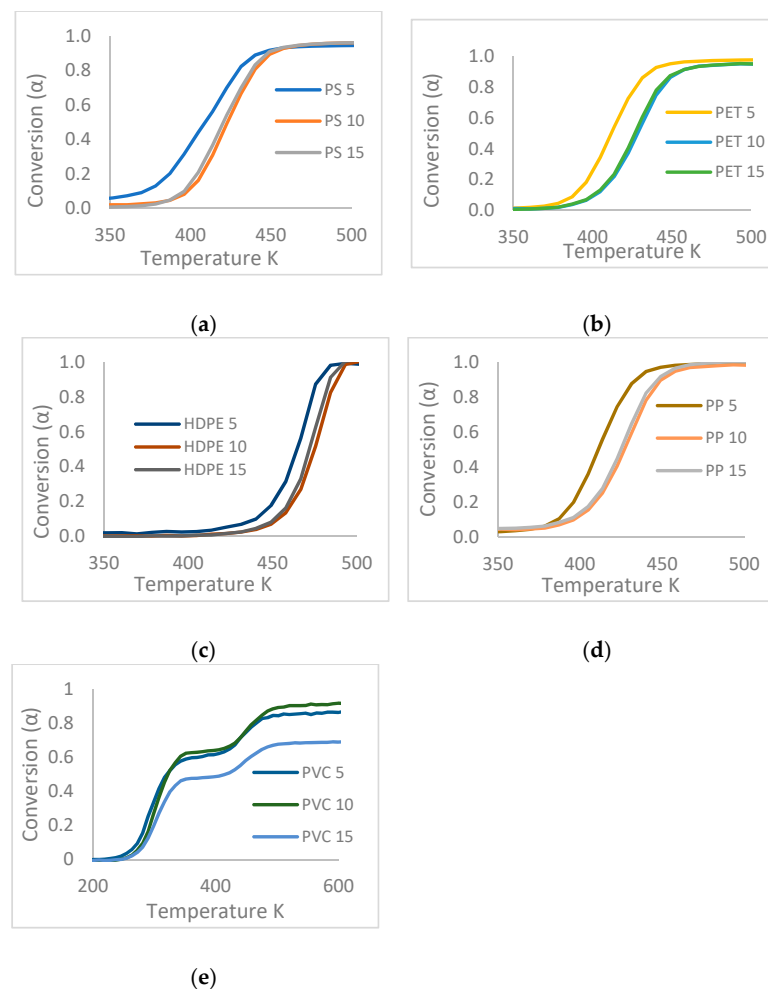 1.0
0.8
0.6
0.4
0.2
0.0
Conversion (α)
PS 5
PS 10
PS 15
350 400 450 500
Temperature K
(a)
1.0
0.8
0.6
0.4
0.2
0.0
Conversion (α)
PET 5
PET 10
PET 15
350 400 450 500
Temperature K
(b)
1.0
0.8
0.6
0.4
0.2
0.0
Conversion (α)
HDPE 5
HDPE 10
HDPE 15
350 400 450 500
Temperature K
(c)
1.0
0.8
0.6
0.4
0.2
0.0
Conversion (α)
PP 5
PP 10
PP 15
350 400 450 500
Temperature K
(d)
1
0.8
0.6
0.4
0.2
0
Conversion (α)
PVC 5
PVC 10
PVC 15
200 400 600
Temperature K
(e)